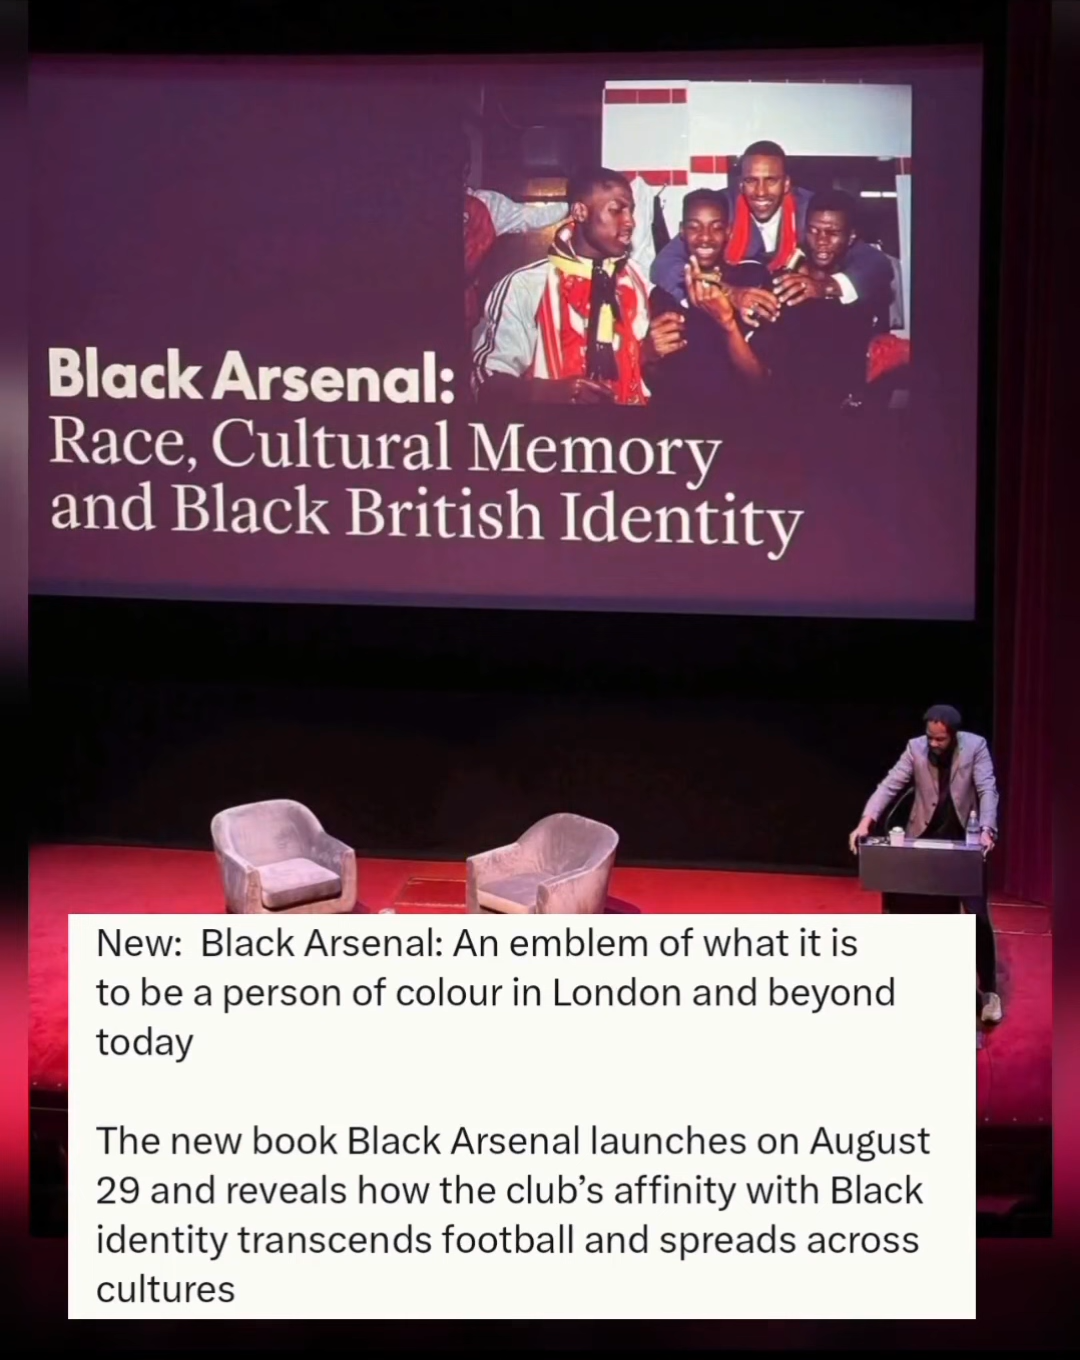 Black Arsenal:
Race, Cultural Memory
and Black British Identity
New: Black Arsenal: An emblem of what it is
to be a person of colour in London and beyond
today
The new book Black Arsenal launches on August
29 and reveals how the club’s affinity with Black
identity transcends football and spreads across
cultures